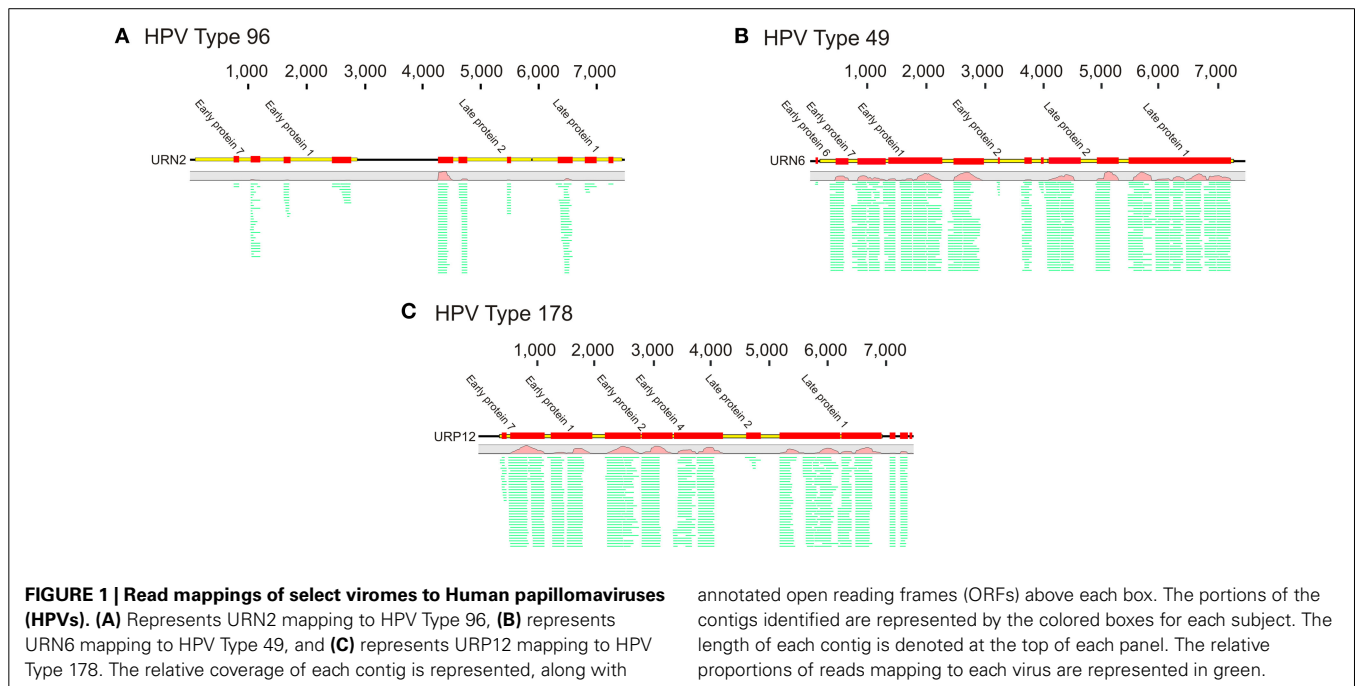 A HPV Type 96
1,000 2,000 3,000 4,000 5,000 6,000 7,000
Early protein 7
Early protein 1
Late protein 2
Late protein 1
URN2
B HPV Type 49
1,000 2,000 3,000 4,000 5,000 6,000 7,000
Early protein 6
Early protein 7
Early protein1
Early protein 2
Late protein 2
Late protein 1
URN6
C HPV Type 178
1,000 2,000 3,000 4,000 5,000 6,000 7,000
Early protein 7
Early protein 1
Early protein 2
Early protein 4
Late protein 2
Late protein 1
URP12
FIGURE 1 | Read mappings of select viromes to Human papillomaviruses
(HPVs). (A) Represents URN2 mapping to HPV Type 96, (B) represents
URN6 mapping to HPV Type 49, and (C) represents URP12 mapping to HPV
Type 178. The relative coverage of each contig is represented, along with
annotated open reading frames (ORFs) above each box. The portions of the
contigs identified are represented by the colored boxes for each subject. The
length of each contig is denoted at the top of each panel. The relative
proportions of reads mapping to each virus are represented in green.